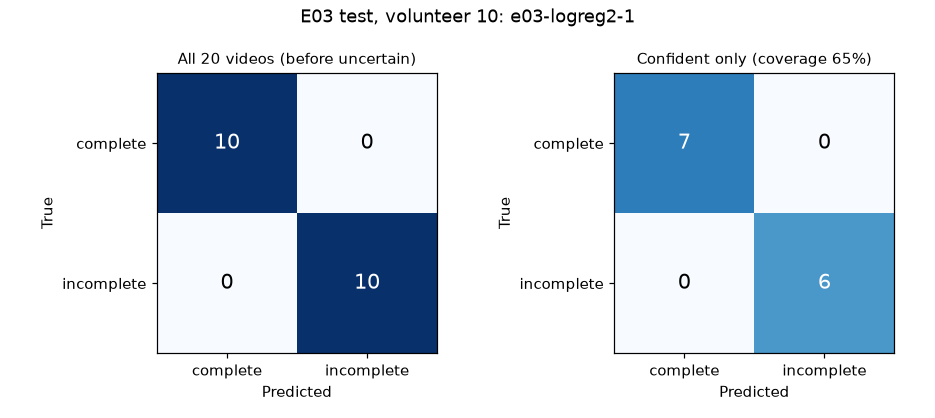 E03 test, volunteer 10: e03-logreg2-1
All 20 videos (before uncertain)
True
complete
10
0
incomplete
0
10
complete
incomplete
Predicted
Confident only (coverage 65%)
True
complete
7
0
incomplete
0
6
complete
incomplete
Predicted